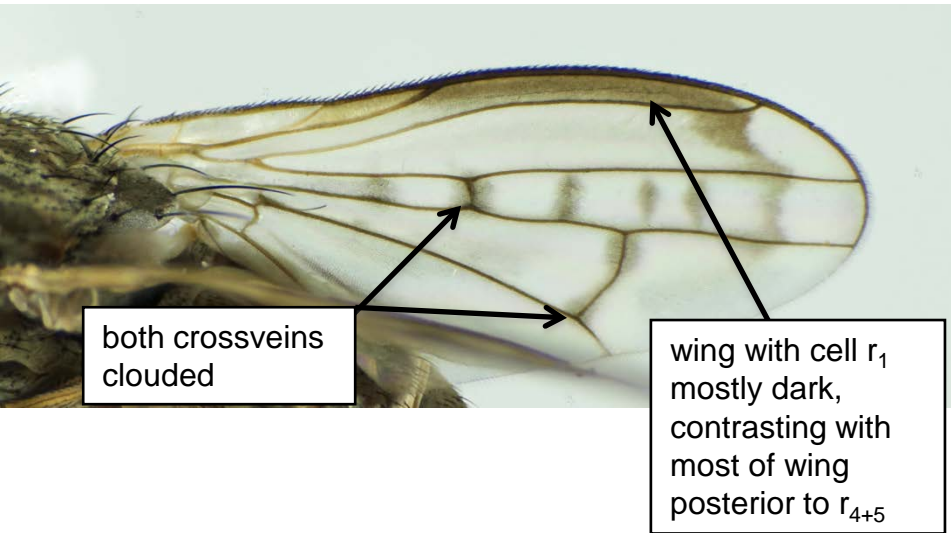 both crossveins
clouded
wing with cell r₁
mostly dark,
contrasting with
most of wing
posterior to r₄₊₅